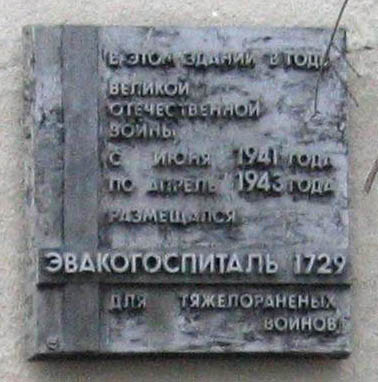 В ЭТОМ ЗДАНИИ В ГОДЫ
ВЕЛИКОЙ
ОТЕЧЕСТВЕННОЙ
ВОЙНЫ
С ИЮНЯ 1941 ГОДА
ПО АПРЕЛЬ 1943 ГОДА
РАЗМЕЩАЛСЯ
ЭВАКОГОСПИТАЛЬ 1729
ДЛЯ ТЯЖЕЛОРАНЕНЫХ
ВОИНОВ